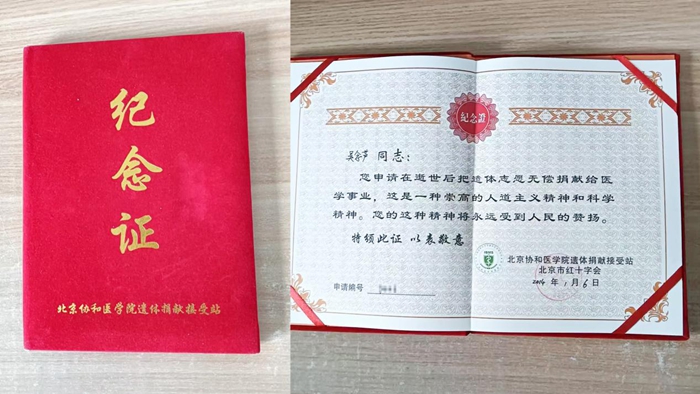 纪
念
证
北京协和医学院遗体捐献接受站
纪念證
同志：
您申请在逝世后把遗体志愿无偿捐献给医
学事业，这是一种崇高的人道主义精神和科学
精神。您的这种精神将永远受到人民的赞扬。
特颁此证 以表敬意
北京协和医学院遗体捐献接受站
北京市红十字会
申请编号
2014 年 1 月 6 日